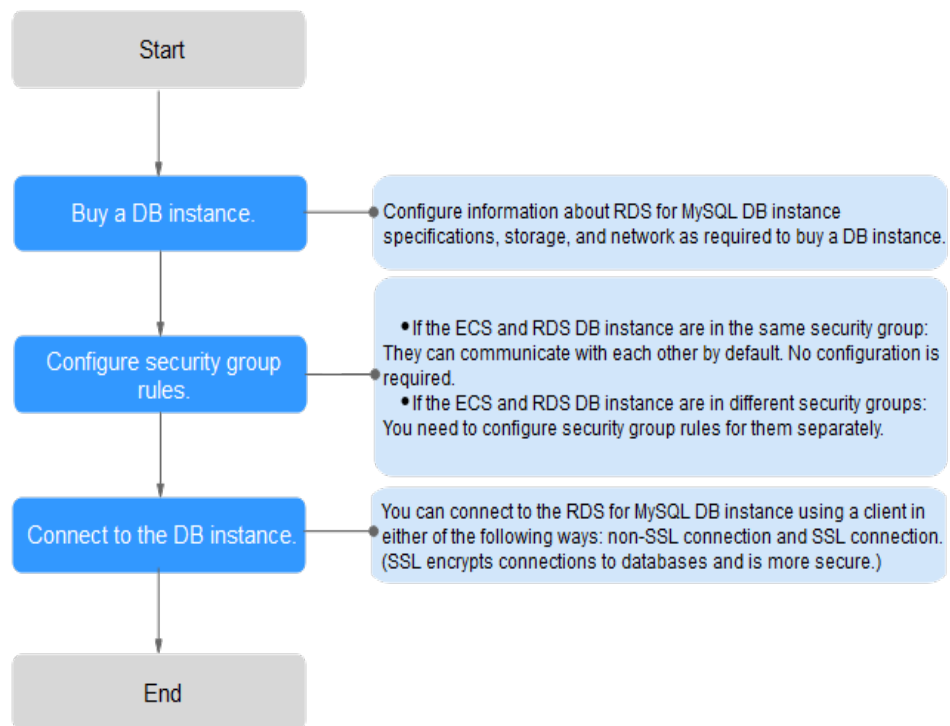 Start
Buy a DB instance.
Configure information about RDS for MySQL DB instance
specifications, storage, and network as required to buy a DB instance.
Configure security group
rules.
•If the ECS and RDS DB instance are in the same security group:
They can communicate with each other by default. No configuration is
required.
•If the ECS and RDS DB instance are in different security groups:
You need to configure security group rules for them separately.
Connect to the DB instance.
You can connect to the RDS for MySQL DB instance using a client in
either of the following ways: non-SSL connection and SSL connection.
(SSL encrypts connections to databases and is more secure.)
End